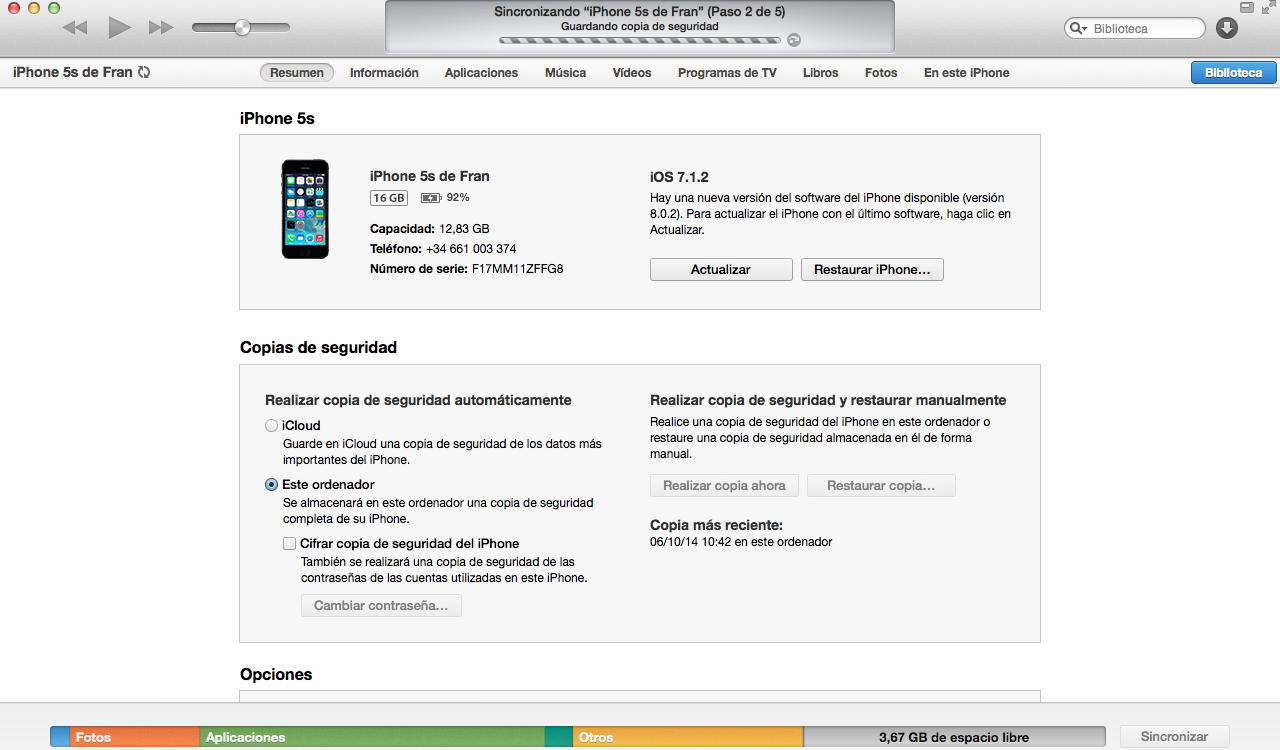 Sincronizando “iPhone 5s de Fran” (Paso 2 de 5)
Guardando copia de seguridad
Biblioteca
iPhone 5s de Fran
Resumen Información Aplicaciones Música Vídeos Programas de TV Libros Fotos En este iPhone Biblioteca
iPhone 5s
iPhone 5s de Fran
16 GB 92%
Capacidad: 12,83 GB
Teléfono: +34 661 003 374
Número de serie: F17MM11ZFFG8
iOS 7.1.2
Hay una nueva versión del software del iPhone disponible (versión
8.0.2). Para actualizar el iPhone con el último software, haga clic en
Actualizar.
Actualizar Restaurar iPhone...
Copias de seguridad
Realizar copia de seguridad automáticamente
iCloud
Guarde en iCloud una copia de seguridad de los datos más
importantes del iPhone.
Este ordenador
Se almacenará en este ordenador una copia de seguridad
completa de su iPhone.
Cifrar copia de seguridad del iPhone
También se realizará una copia de seguridad de las
contraseñas de las cuentas utilizadas en este iPhone.
Cambiar contraseña...
Realizar copia de seguridad y restaurar manualmente
Realice una copia de seguridad del iPhone en este ordenador o
restaure una copia de seguridad almacenada en él de forma
manual.
Realizar copia ahora Restaurar copia...
Copia más reciente:
06/10/14 10:42 en este ordenador
Opciones
Fotos Aplicaciones Otros 3,67 GB de espacio libre Sincronizar